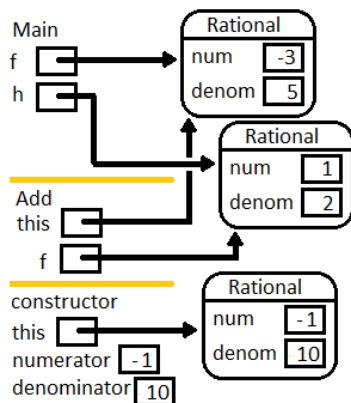 Main
f
h
Rational
num -3
denom 5
Rational
num 1
denom 2
Add
this
f
constructor
this
numerator -1
denominator 10
Rational
num -1
denom 10